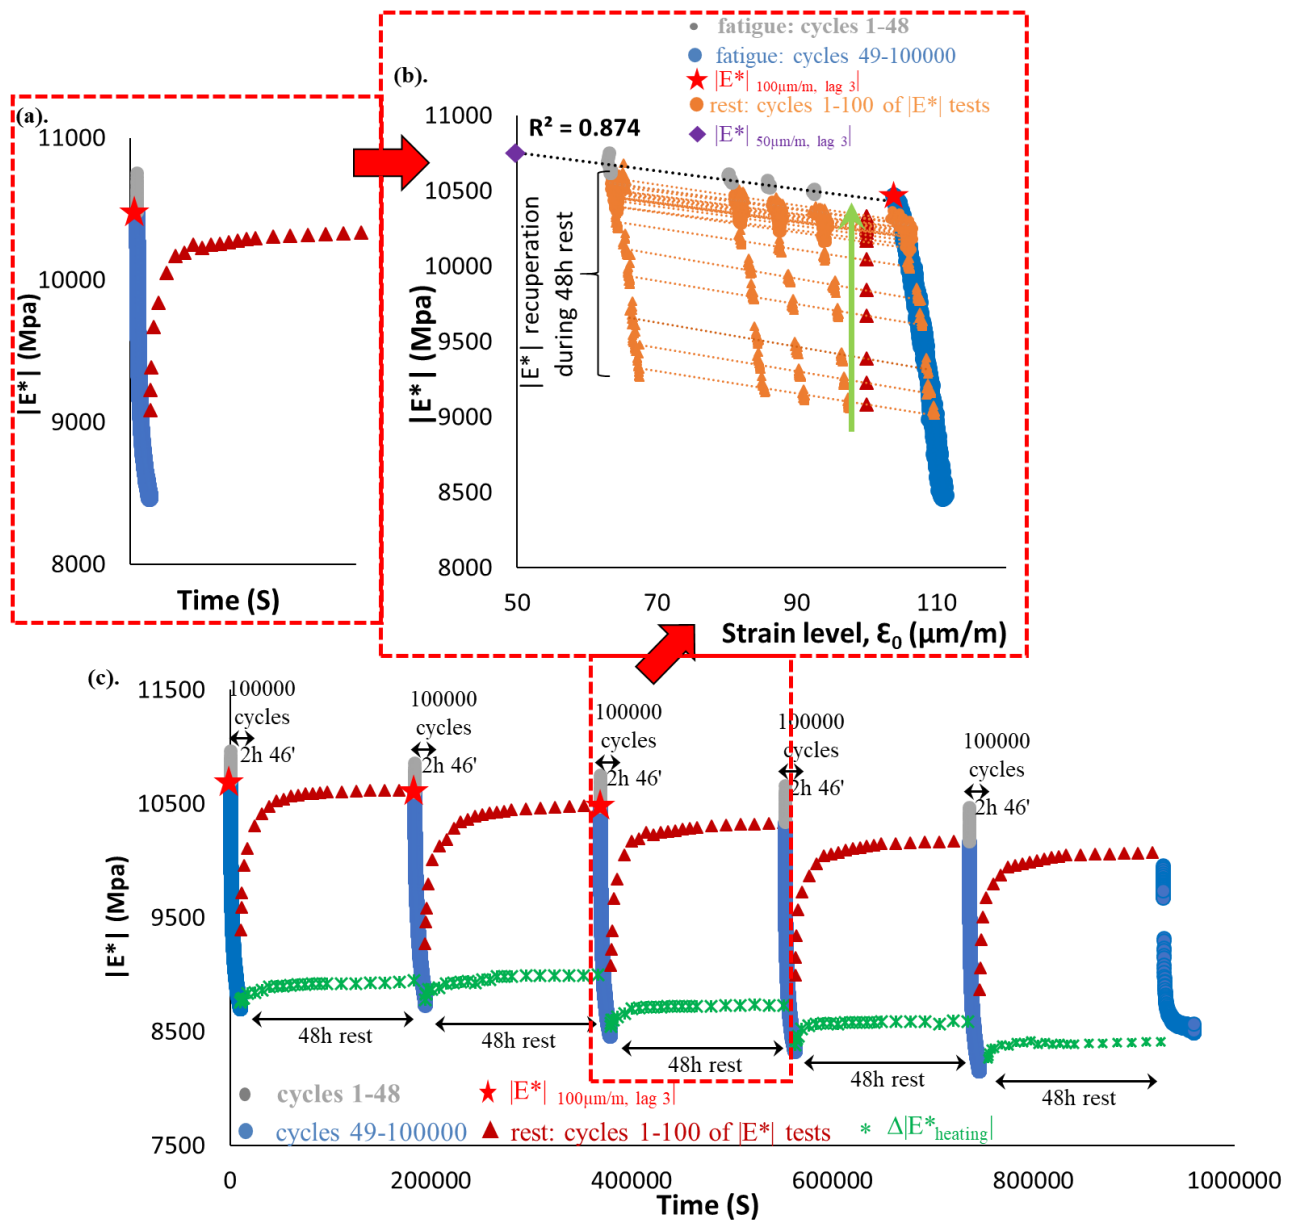 (a).
11000
10000
9000
8000
|E*| (Mpa)
Time (S)
(b).
fatigue: cycles 1-48
fatigue: cycles 49-100000
|E*| 100µm/m, lag 3|
rest: cycles 1-100 of |E*| tests
|E*| 50µm/m, lag 3|
R² = 0.874
11000
10500
10000
9500
9000
8500
8000
|E*| (Mpa)
|E*| recuperation
during 48h rest
50
70
90
110
Strain level, ℇ0 (µm/m)
(c).
11500
10500
9500
8500
7500
|E*| (Mpa)
100000
cycles
2h 46'
100000
cycles
2h 46'
100000
cycles
2h 46'
100000
cycles
2h 46'
100000
cycles
2h 46'
48h rest
48h rest
48h rest
48h rest
48h rest
cycles 1-48
|E*| 100µm/m, lag 3|
cycles 49-100000
rest: cycles 1-100 of |E*| tests
Δ|E*heating|
0
200000
400000
600000
800000
1000000
Time (S)